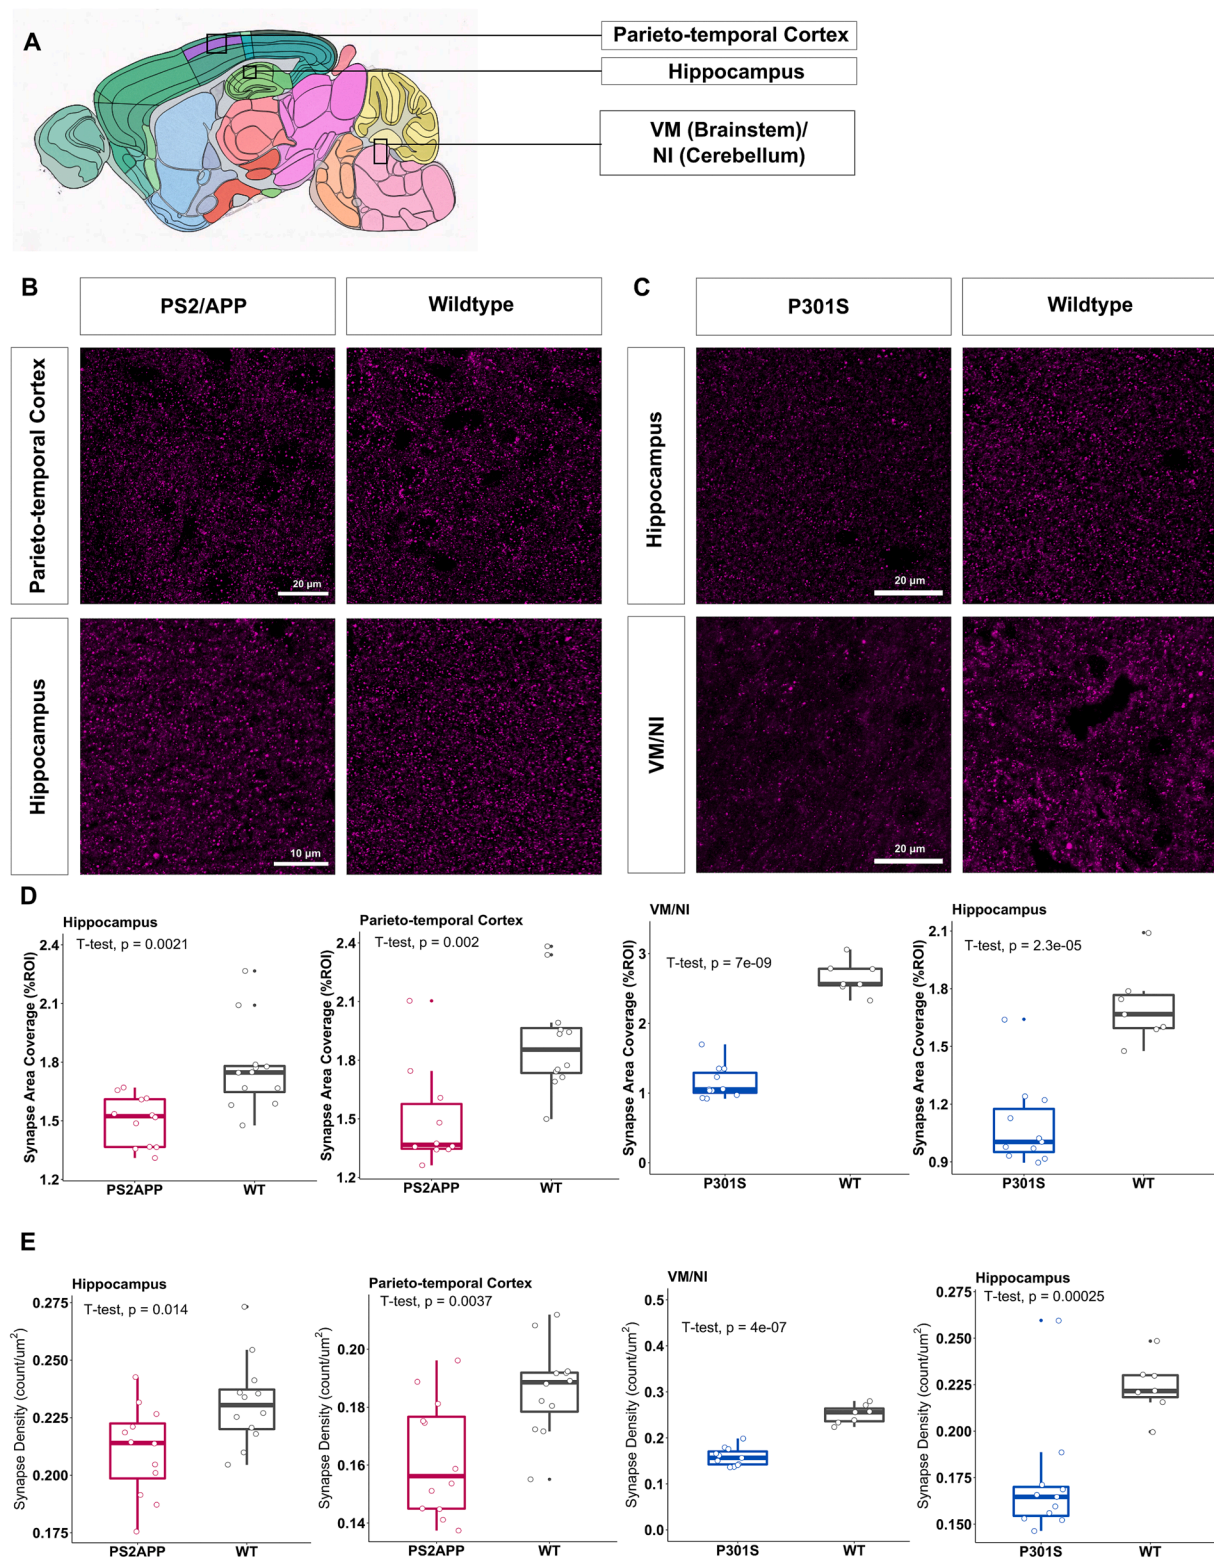 A
Parieto-temporal Cortex
Hippocampus
VM (Brainstem)/
NI (Cerebellum)
B
PS2/APP
Wildtype
C
P301S
Wildtype
Parieto-temporal Cortex
20 µm
Hippocampus
20 µm
Hippocampus
10 µm
VM/NI
20 µm
D
Hippocampus
T-test, p = 0.0021
Synapse Area Coverage (%ROI)
2.4
2.1
1.8
1.5
1.2
PS2APP
WT
Parieto-temporal Cortex
T-test, p = 0.002
Synapse Area Coverage (%ROI)
2.4
2.1
1.8
1.5
1.2
PS2APP
WT
VM/NI
T-test, p = 7e-09
Synapse Area Coverage (%ROI)
3
2
1
0
P301S
WT
Hippocampus
T-test, p = 2.3e-05
Synapse Area Coverage (%ROI)
2.1
1.8
1.5
1.2
0.9
P301S
WT
E
Hippocampus
T-test, p = 0.014
Synapse Density (count/um²)
0.275
0.250
0.225
0.200
0.175
PS2APP
WT
Parieto-temporal Cortex
T-test, p = 0.0037
Synapse Density (count/um²)
0.20
0.18
0.16
0.14
PS2APP
WT
VM/NI
T-test, p = 4e-07
Synapse Density (count/um²)
0.5
0.4
0.3
0.2
0.1
0.0
P301S
WT
Hippocampus
T-test, p = 0.00025
Synapse Density (count/um²)
0.275
0.250
0.225
0.200
0.175
0.150
P301S
WT